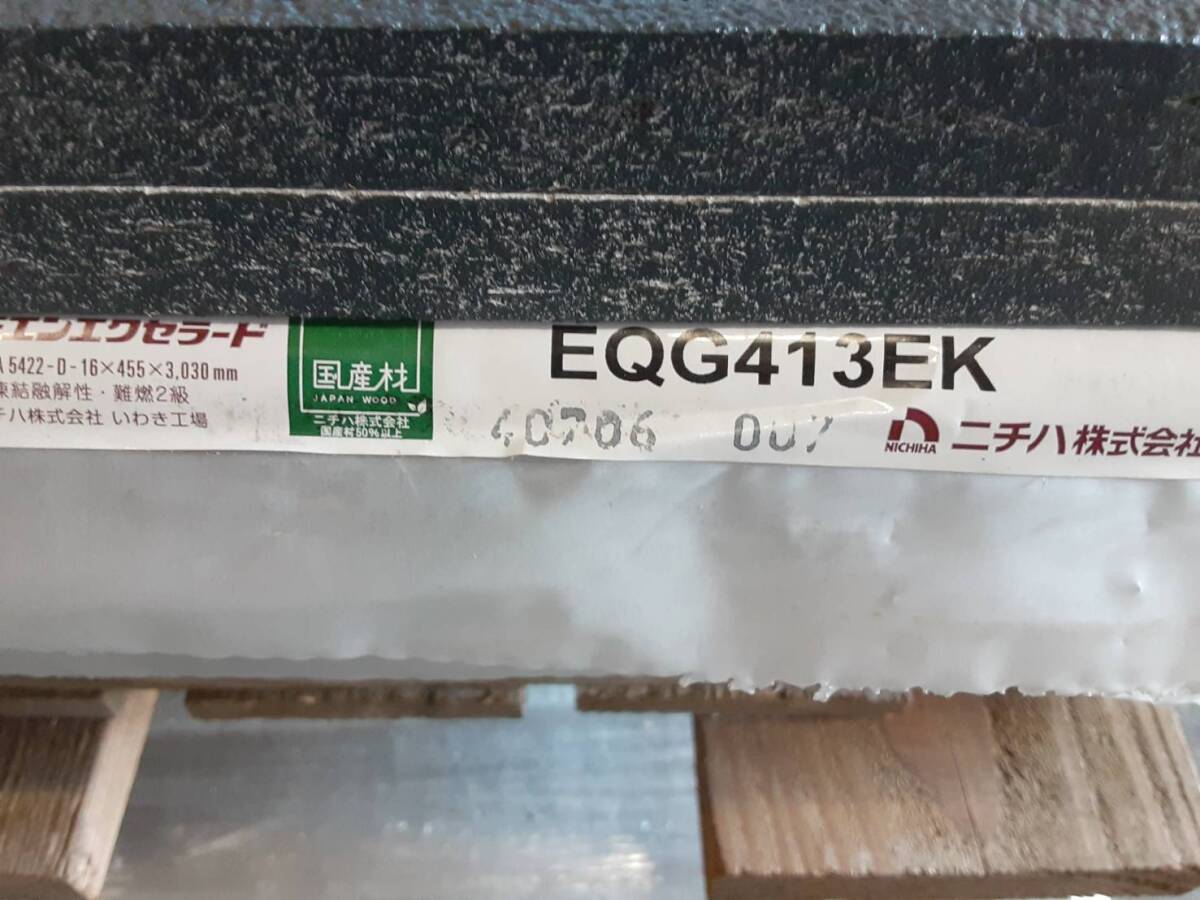 エンエクセラード
A 5422-D-16×455×3,030mm
凍結融解性・難燃2級
チハ株式会社 いわき工場
国産材
JAPAN WOOD
ニチハ株式会社
国産材50%以上
EQG413EK
40706 007
NICHIHA
ニチハ株式会社